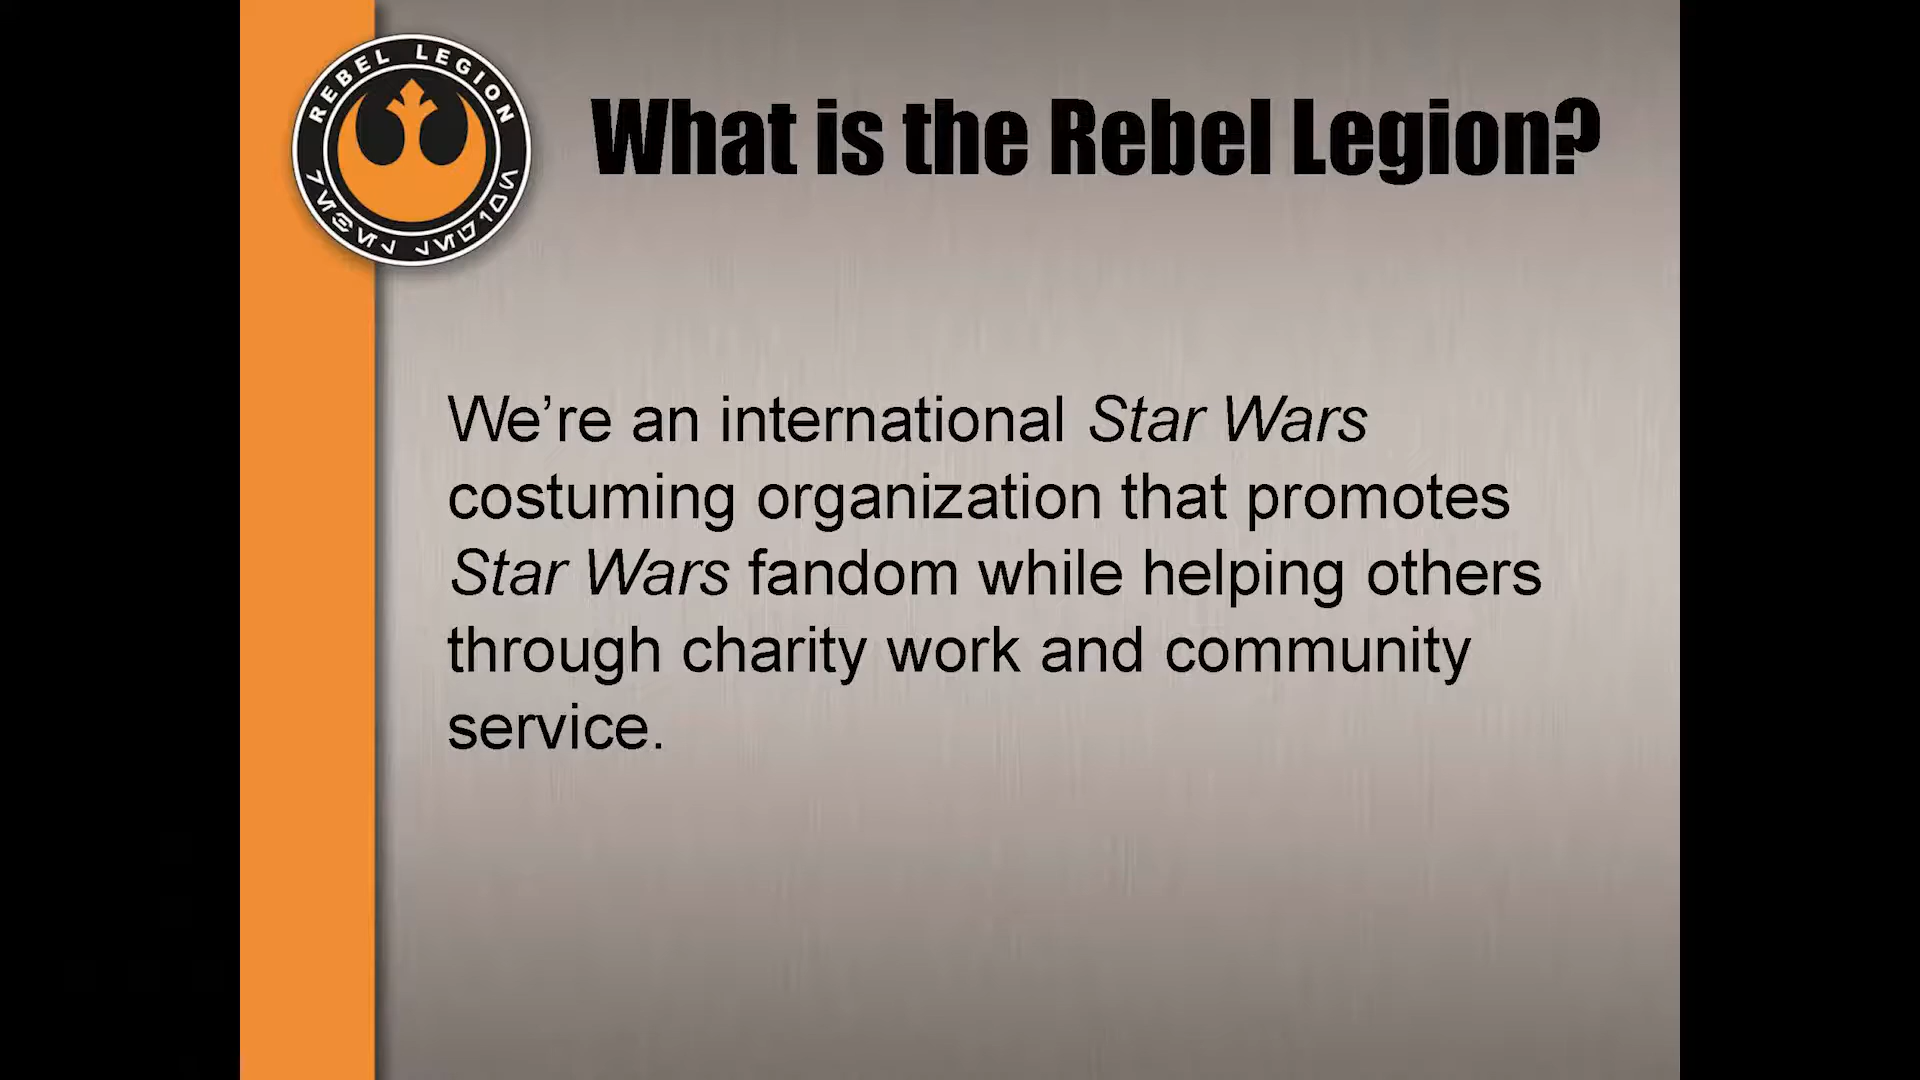 REBEL LEGION
What is the Rebel Legion?
We’re an international Star Wars
costuming organization that promotes
Star Wars fandom while helping others
through charity work and community
service.